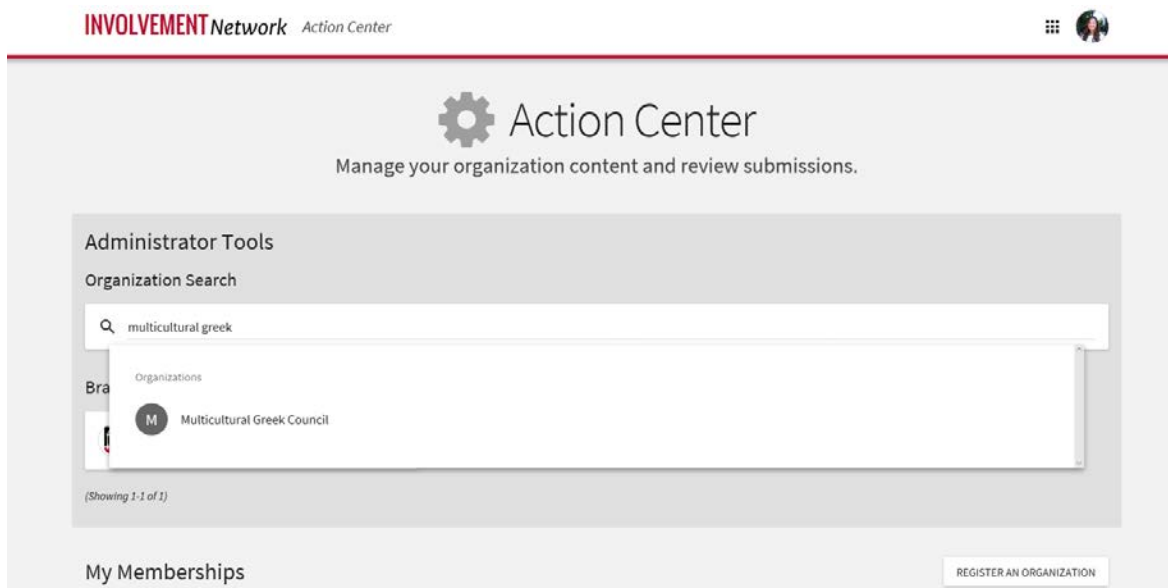 INVOLVEMENT Network Action Center
Action Center
Manage your organization content and review submissions.
Administrator Tools
Organization Search
multicultural greek
Organizations
Bra
M Multicultural Greek Council
(Showing 1-1 of 1)
My Memberships
REGISTER AN ORGANIZATION